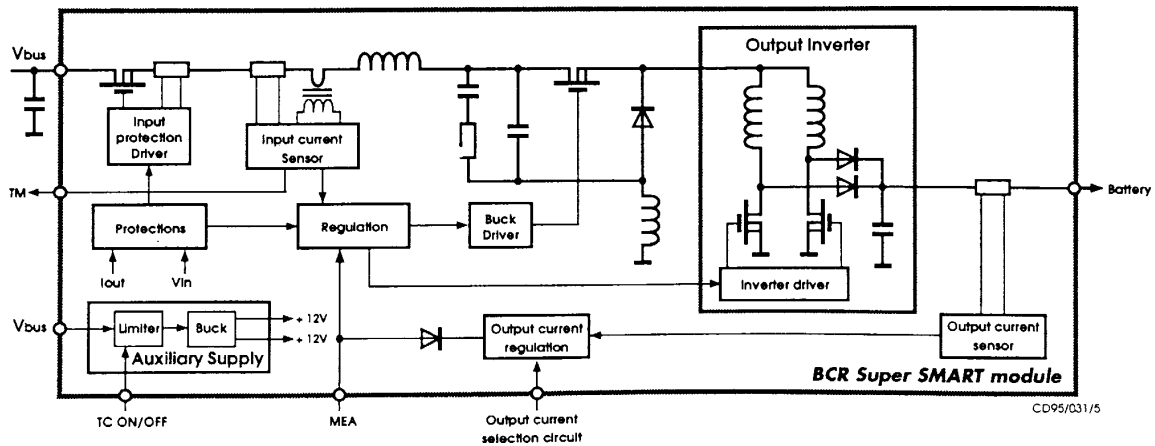 Output Inverter
Vbus
Input
protection
Driver
Input current
Sensor
TM
Battery
Protections
Regulation
Buck
Driver
Iout
Vin
Inverter driver
Vbus
Limiter
Buck
+ 12V
+ 12V
Auxiliary Supply
Output current
regulation
Output current
sensor
BCR Super SMART module
CD95/031/5
TC ON/OFF
MEA
Output current
selection circuit